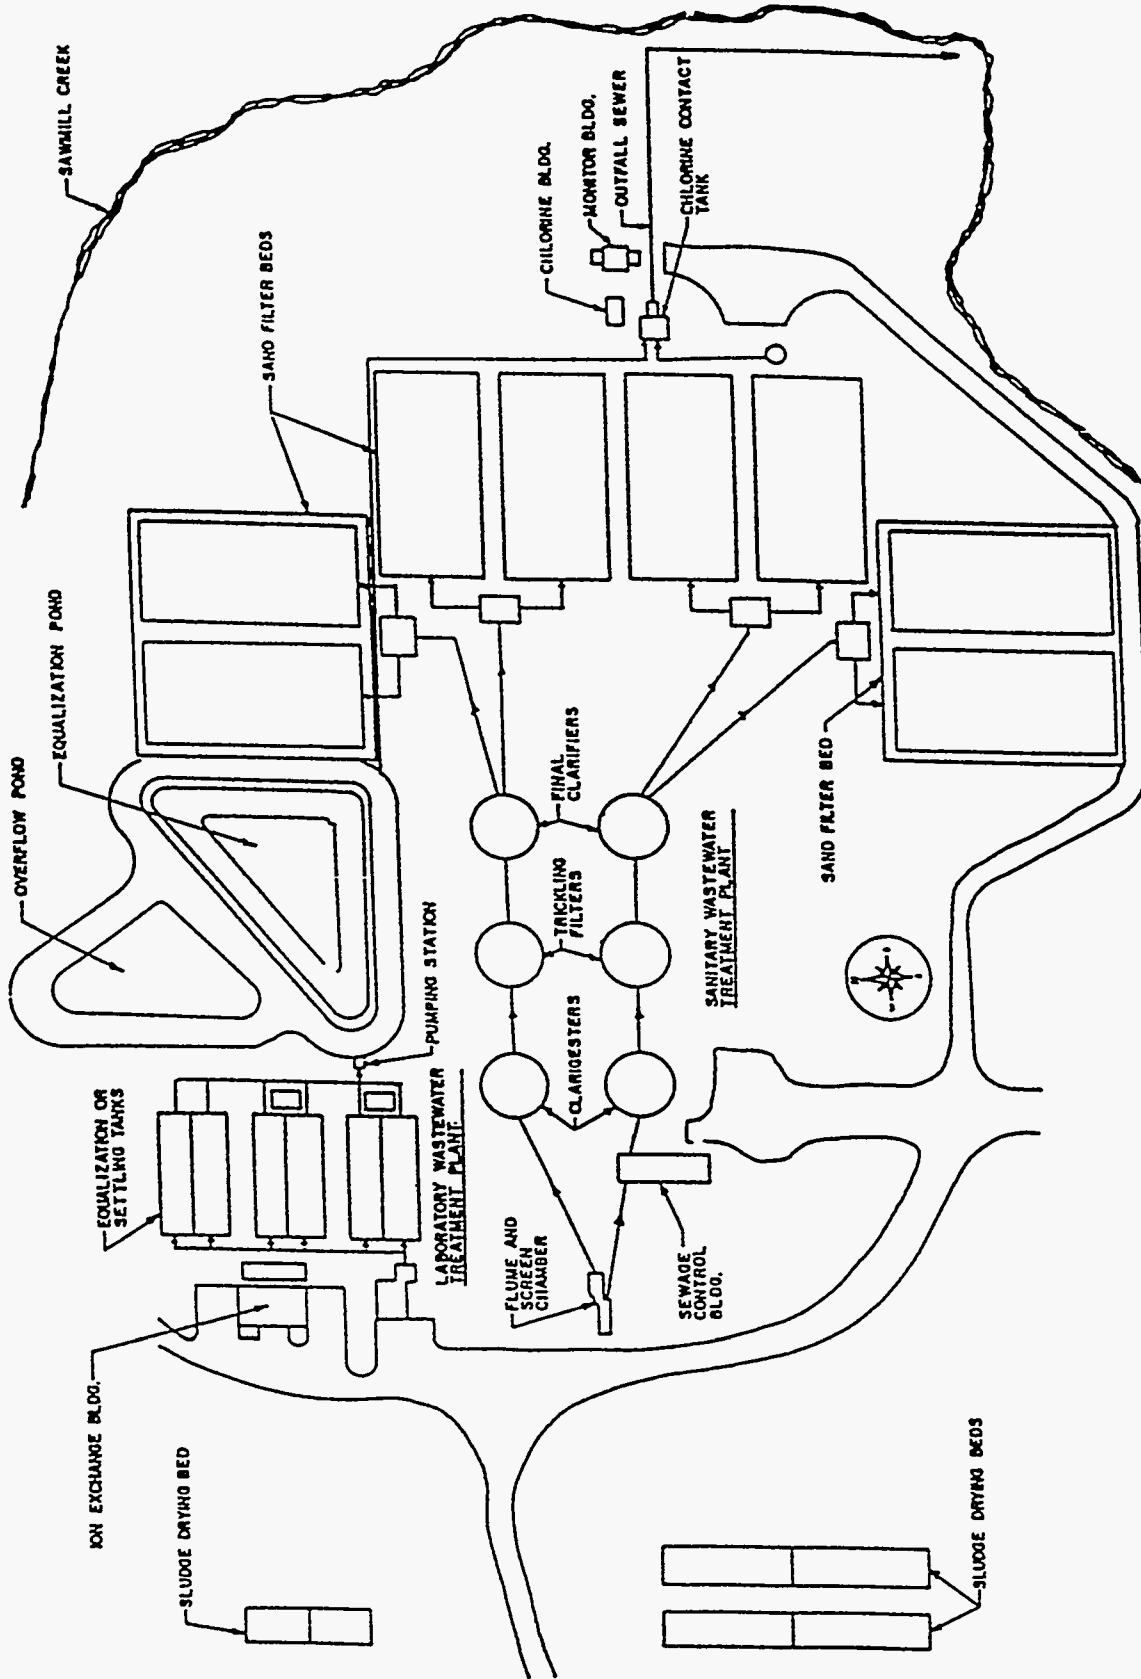 SAWMILL CREEK
SAND FILTER BEDS
EQUALIZATION POND
OVERFLOW POND
CHLORINE BLDG.
MONITOR BLDG.
OUTFALL SEWER
CHLORINE CONTACT
TANK
EQUALIZATION OR
SETTLING TANKS
PUMPING STATION
FINAL
CLARIFIERS
TRICKLING
FILTERS
CLARIGESTERS
SAND FILTER BED
SANITARY WASTEWATER
TREATMENT PLANT
LABORATORY WASTEWATER
TREATMENT PLANT
ION EXCHANGE BLDG.
FLUME AND
SCREEN
CHAMBER
SEWAGE
CONTROL
BLDG.
SLUDGE DRYING BED
SLUDGE DRYING BEDS